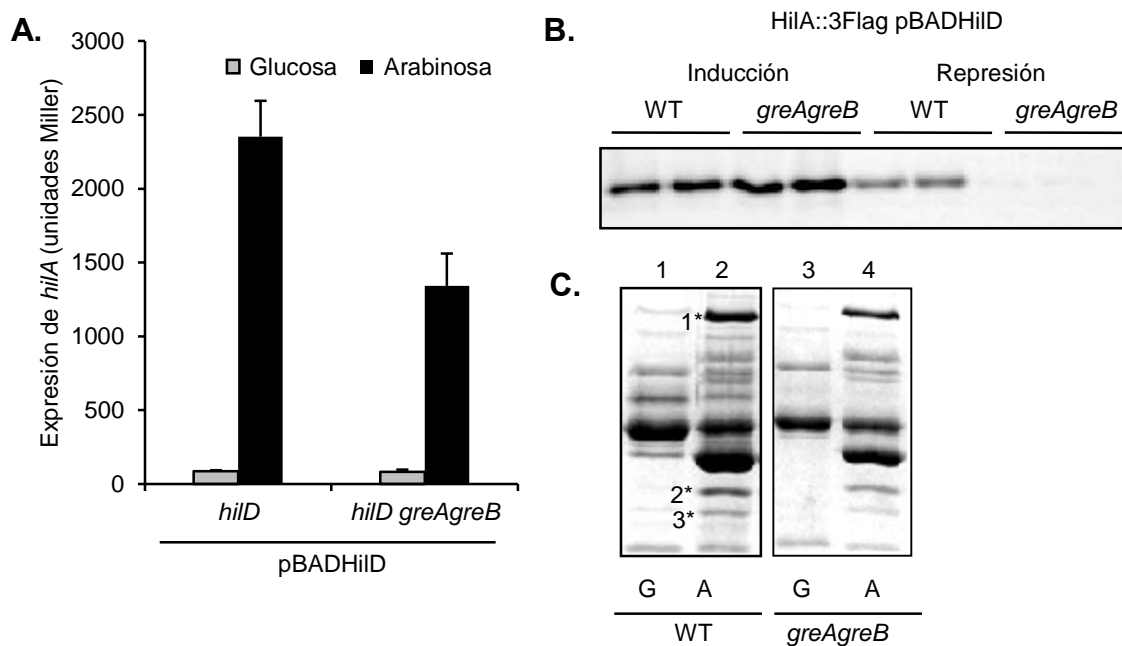 A.
Expresión de hilA (unidades Miller)
3000
2500
2000
1500
1000
500
0
Glucosa
Arabinosa
hilD
hilD greAgreB
pBADHilD
B.
HilA::3Flag pBADHilD
Inducción
Represión
WT
greAgreB
WT
greAgreB
C.
1
2
3
4
1*
2*
3*
G
A
G
A
WT
greAgreB